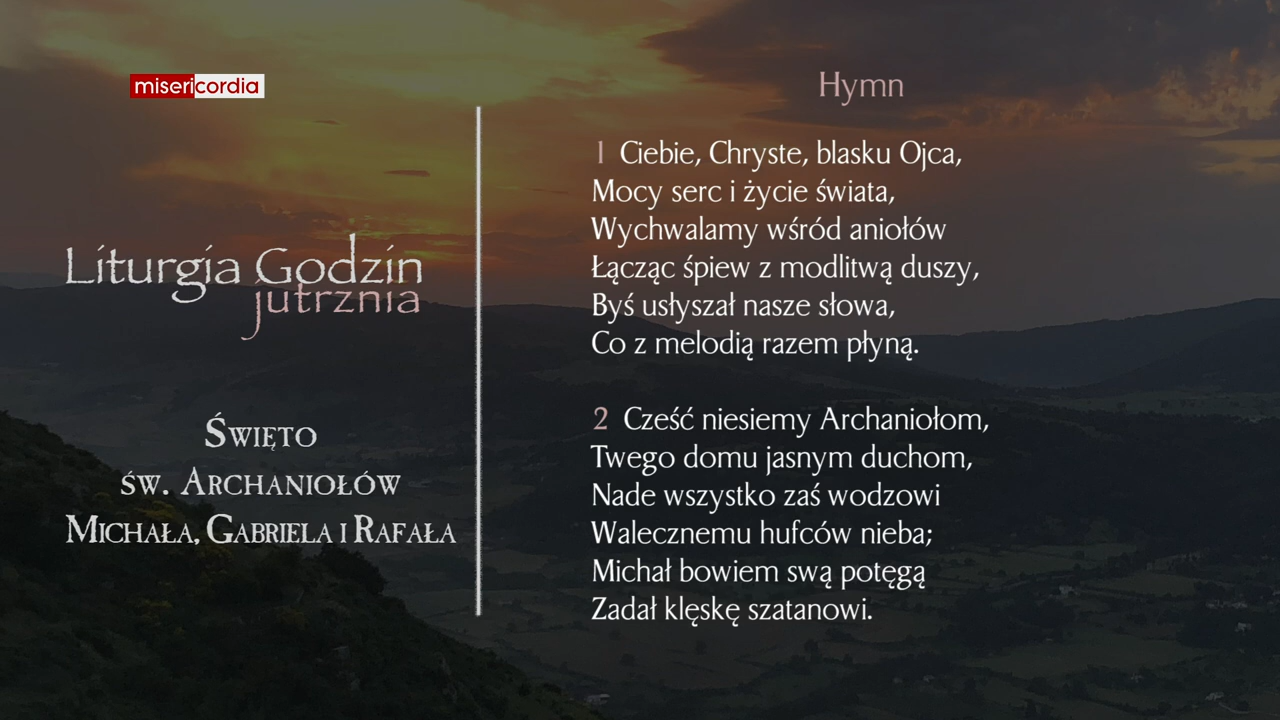 misericordia
Liturgia Godzin
jutrznia
Święto
św. Archaniołów
Michała, Gabriela i Rafała
Hymn
1 Ciebie, Chryste, blasku Ojca,
Mocy serc i życie świata,
Wychwalamy wśród aniołów
Łącząc śpiew z modlitwą duszy,
Byś usłyszał nasze słowa,
Co z melodią razem płyną.
2 Cześć niesiemy Archaniołom,
Twego domu jasnym duchom,
Nade wszystko zaś wodzowi
Walecznemu hufców nieba;
Michał bowiem swą potęgą
Zadał klęskę szatanowi.